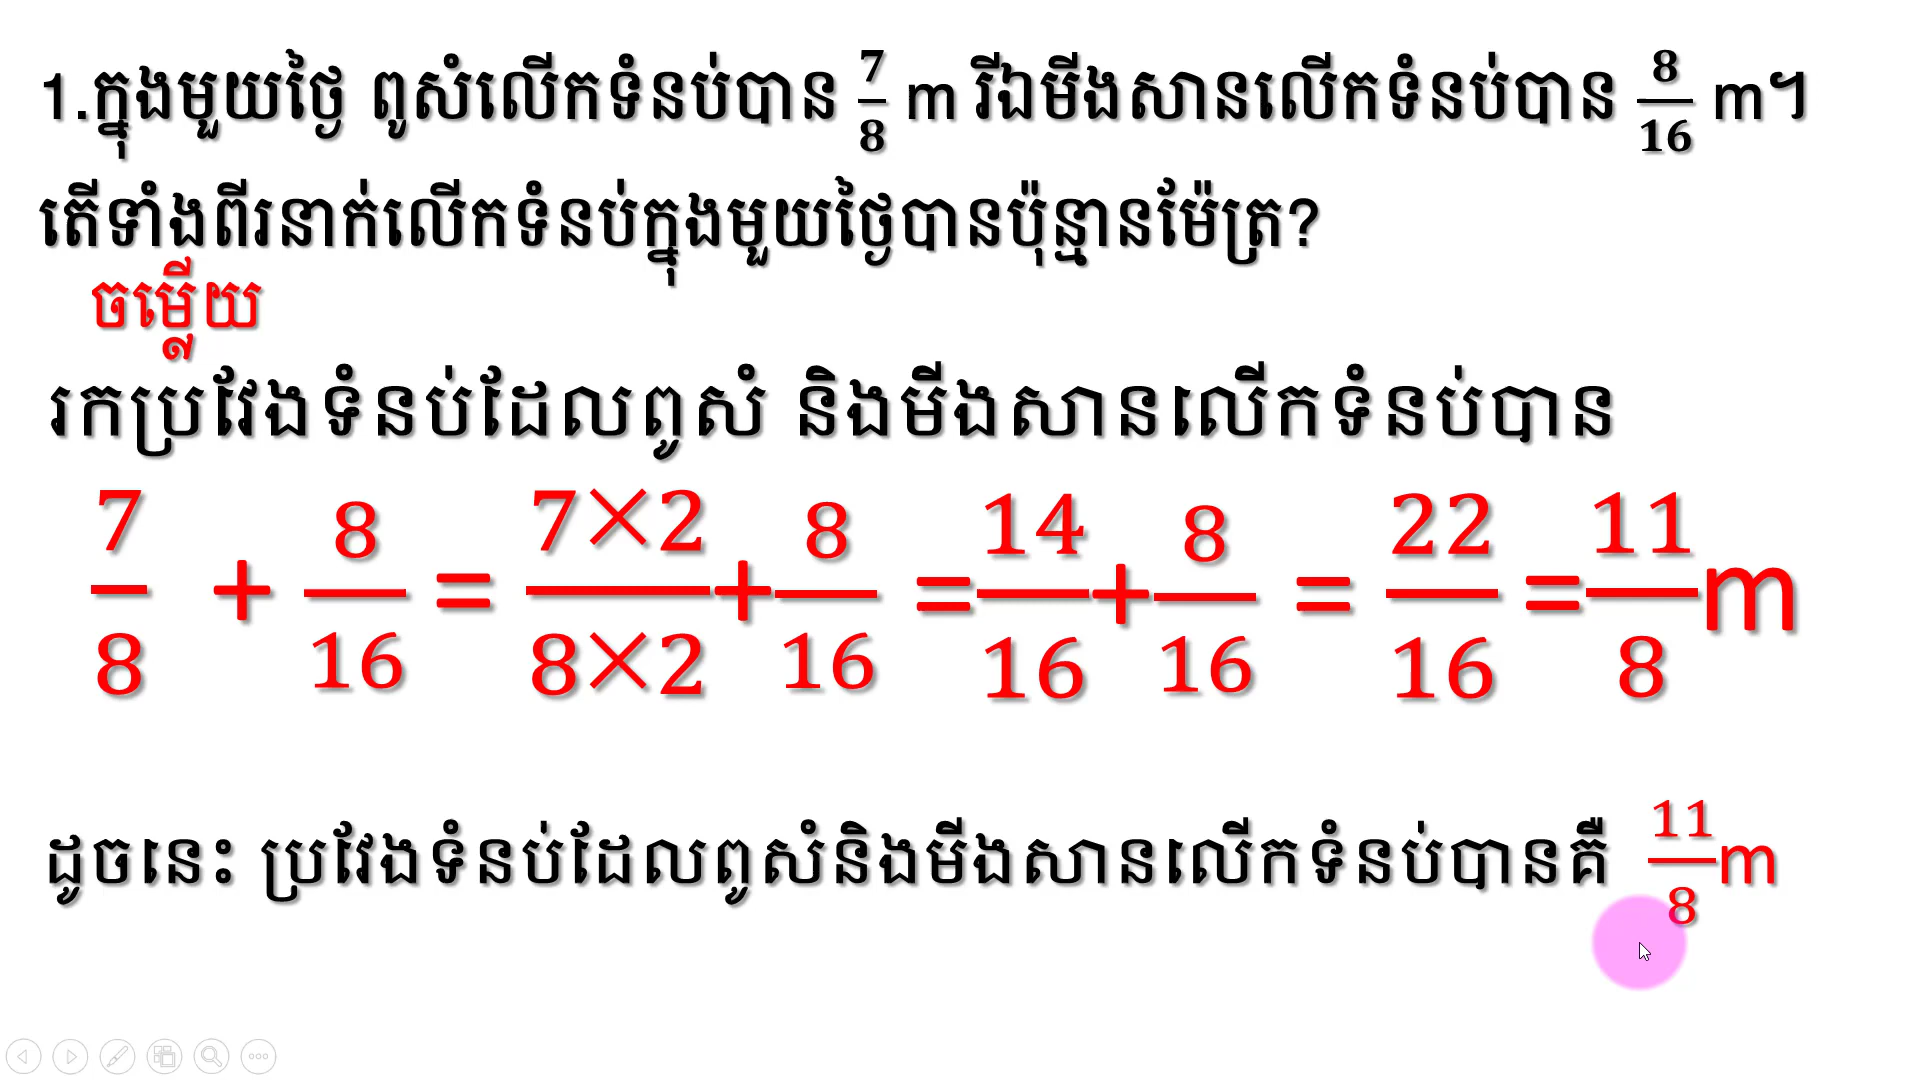 1.ក្នុងមួយថ្ងៃ ពូសំលើកទំនប់បាន 7/8 m រីឯមីងសានលើកទំនប់បាន 8/16 m។
តើទាំងពីរនាក់លើកទំនប់ក្នុងមួយថ្ងៃបានប៉ុន្មានម៉ែត្រ?
ចម្លើយ
រកប្រវែងទំនប់ដែលពូសំ និងមីងសានលើកទំនប់បាន
7/8 + 8/16 = 7×2/8×2 + 8/16 = 14/16 + 8/16 = 22/16 = 11/8 m
ដូចនេះ ប្រវែងទំនប់ដែលពូសំនិងមីងសានលើកទំនប់បានគឺ 11/8 m